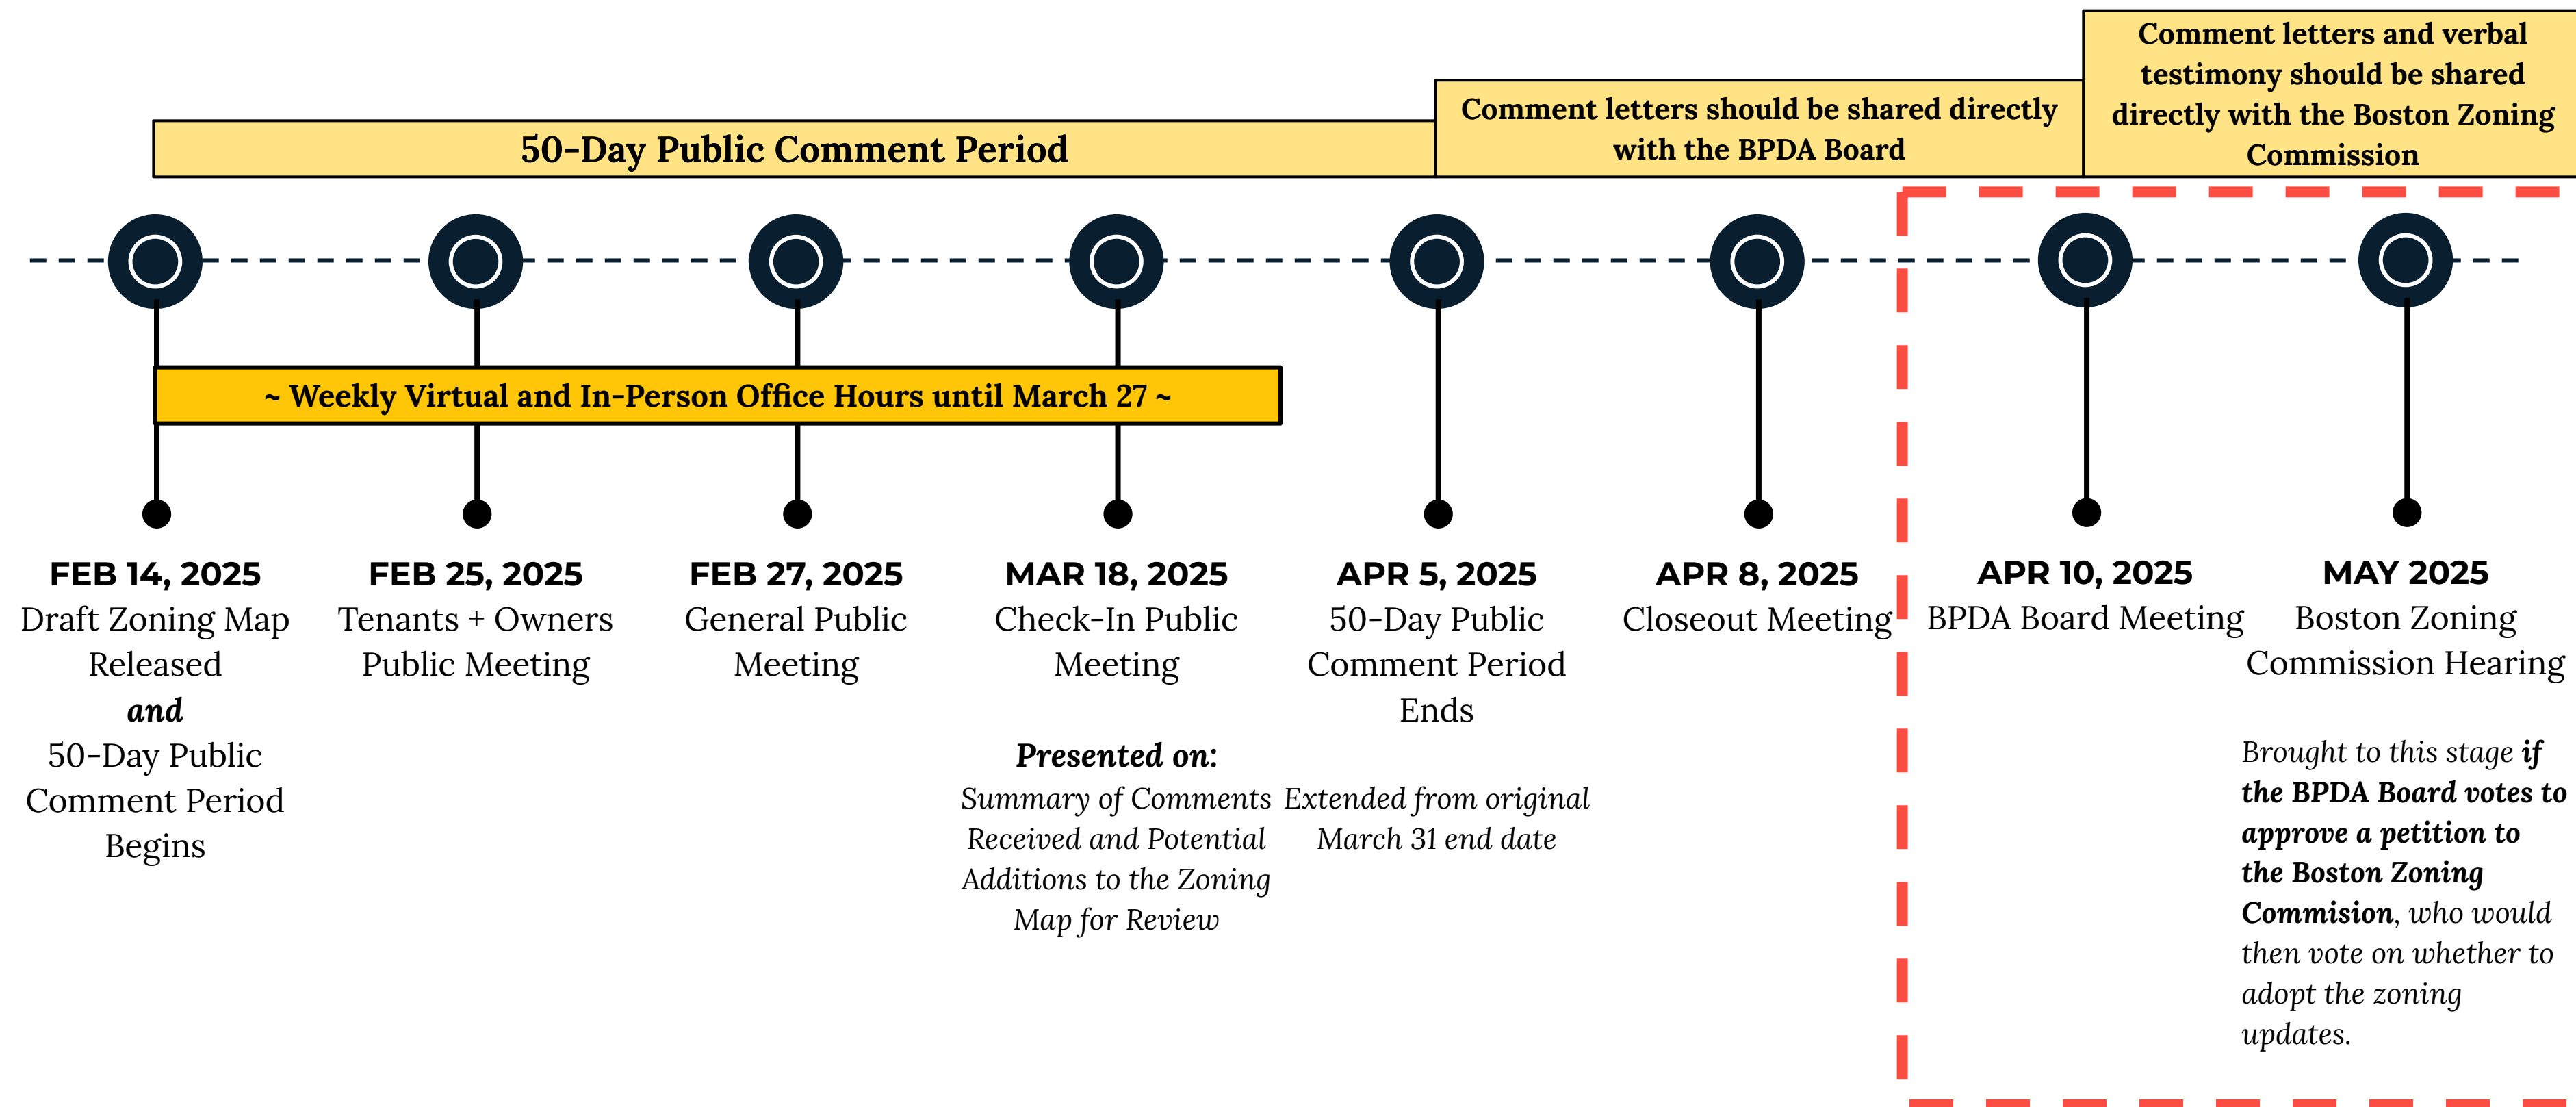 Comment letters and verbal
testimony should be shared
directly with the Boston Zoning
Commission
Comment letters should be shared directly
with the BPDA Board
50-Day Public Comment Period
~ Weekly Virtual and In-Person Office Hours until March 27 ~
FEB 14, 2025
Draft Zoning Map
Released
and
50-Day Public
Comment Period
Begins
FEB 25, 2025
Tenants + Owners
Public Meeting
FEB 27, 2025
General Public
Meeting
MAR 18, 2025
Check-In Public
Meeting
Presented on:
Summary of Comments
Received and Potential
Additions to the Zoning
Map for Review
APR 5, 2025
50-Day Public
Comment Period
Ends
Extended from original
March 31 end date
APR 8, 2025
Closeout Meeting
APR 10, 2025
BPDA Board Meeting
MAY 2025
Boston Zoning
Commission Hearing
Brought to this stage if
the BPDA Board votes to
approve a petition to
the Boston Zoning
Commision, who would
then vote on whether to
adopt the zoning
updates.